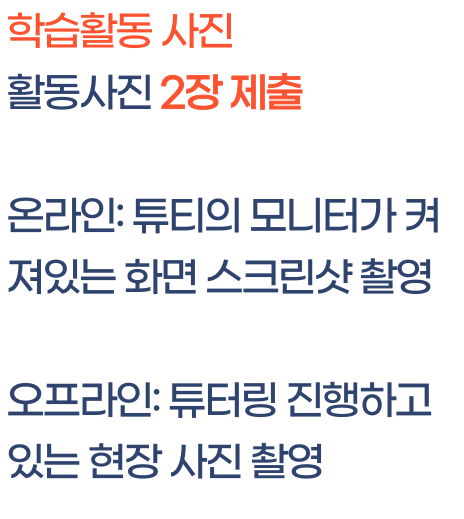 학습활동 사진
활동사진 2장 제출
온라인: 튜티의 모니터가 켜
져있는 화면 스크린샷 촬영
오프라인: 튜터링 진행하고
있는 현장 사진 촬영